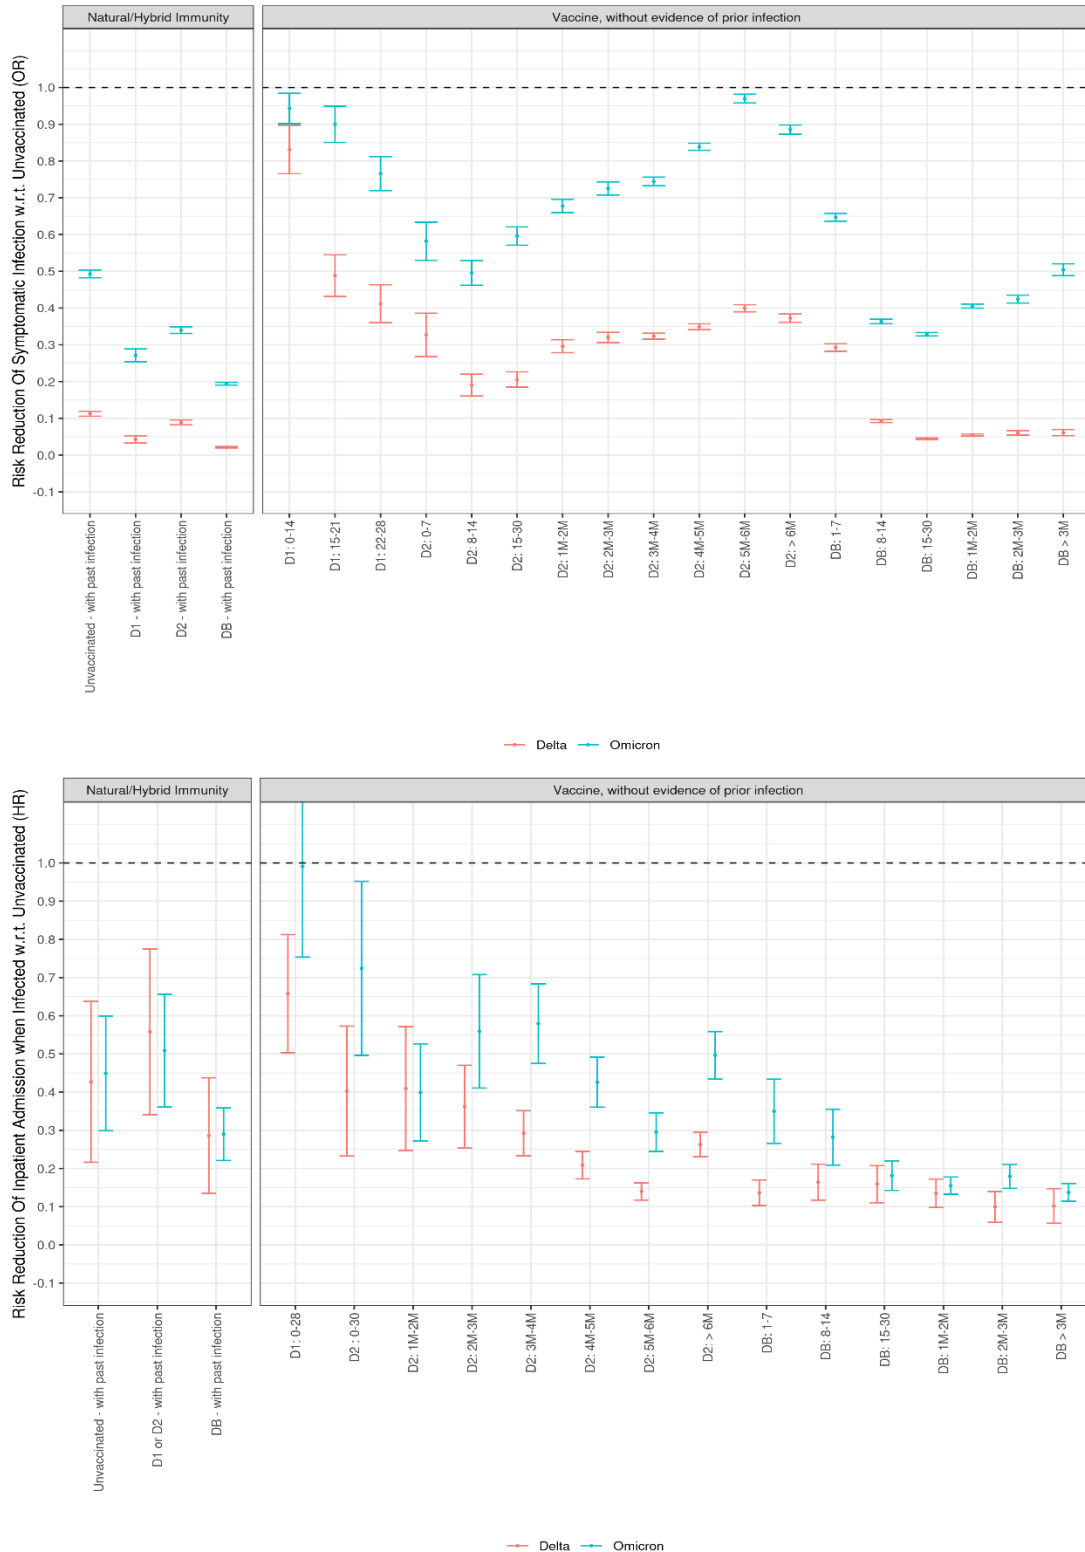 Natural/Hybrid Immunity
Vaccine, without evidence of prior infection
Risk Reduction Of Symptomatic Infection w.r.t. Unvaccinated (OR)
1.0
0.9
0.8
0.7
0.6
0.5
0.4
0.3
0.2
0.1
0.0
-0.1
Unvaccinated - with past infection
D1 - with past infection
D2 - with past infection
DB - with past infection
D1: 0-14
D1: 15-21
D1: 22-28
D2: 0-7
D2: 8-14
D2: 15-30
D2: 1M-2M
D2: 2M-3M
D2: 3M-4M
D2: 4M-5M
D2: 5M-6M
D2: > 6M
DB: 1-7
DB: 8-14
DB: 15-30
DB: 1M-2M
DB: 2M-3M
DB > 3M
Delta
Omicron
Natural/Hybrid Immunity
Vaccine, without evidence of prior infection
Risk Reduction Of Inpatient Admission when Infected w.r.t. Unvaccinated (HR)
1.0
0.9
0.8
0.7
0.6
0.5
0.4
0.3
0.2
0.1
0.0
-0.1
Unvaccinated - with past infection
D1 or D2 - with past infection
DB - with past infection
D1: 0-28
D2 : 0-30
D2: 1M-2M
D2: 2M-3M
D2: 3M-4M
D2: 4M-5M
D2: 5M-6M
D2: > 6M
DB: 1-7
DB: 8-14
DB: 15-30
DB: 1M-2M
DB: 2M-3M
DB > 3M
Delta
Omicron